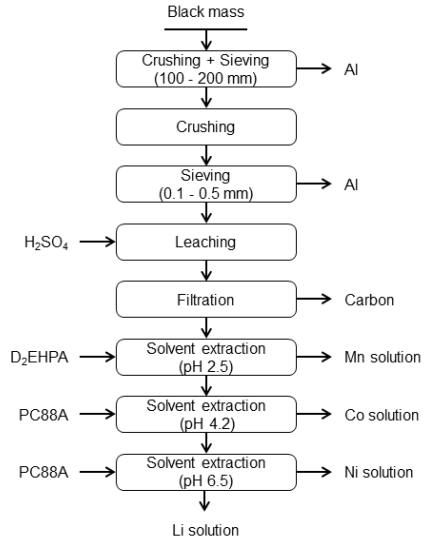 Black mass
Crushing + Sieving
(100 - 200 mm)
Al
Crushing
Sieving
(0.1 - 0.5 mm)
Al
H₂SO₄
Leaching
Filtration
Carbon
D₂EHPA
Solvent extraction
(pH 2.5)
Mn solution
PC88A
Solvent extraction
(pH 4.2)
Co solution
PC88A
Solvent extraction
(pH 6.5)
Ni solution
Li solution